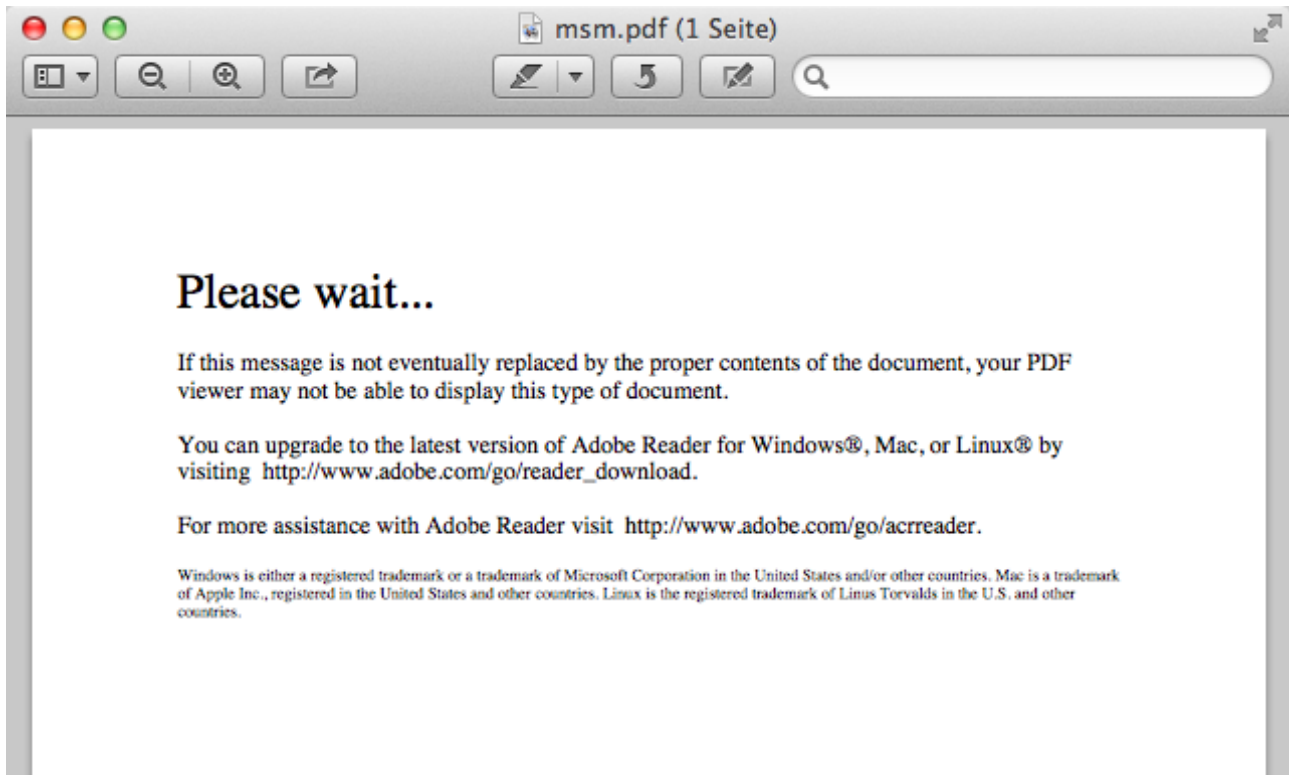 msm.pdf (1 Seite)
Please wait...
If this message is not eventually replaced by the proper contents of the document, your PDF
viewer may not be able to display this type of document.
You can upgrade to the latest version of Adobe Reader for Windows®, Mac, or Linux® by
visiting  http://www.adobe.com/go/reader_download.
For more assistance with Adobe Reader visit  http://www.adobe.com/go/acrreader.
Windows is either a registered trademark or a trademark of Microsoft Corporation in the United States and/or other countries. Mac is a trademark
of Apple Inc., registered in the United States and other countries. Linux is the registered trademark of Linus Torvalds in the U.S. and other
countries.